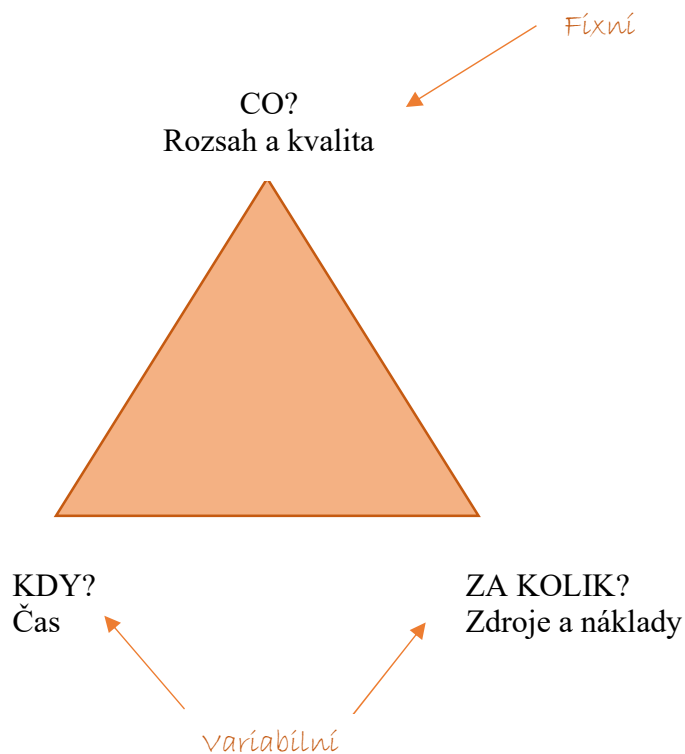 Fixní
CO?
Rozsah a kvalita
KDY?
Čas
ZA KOLIK?
Zdroje a náklady
Variabilní